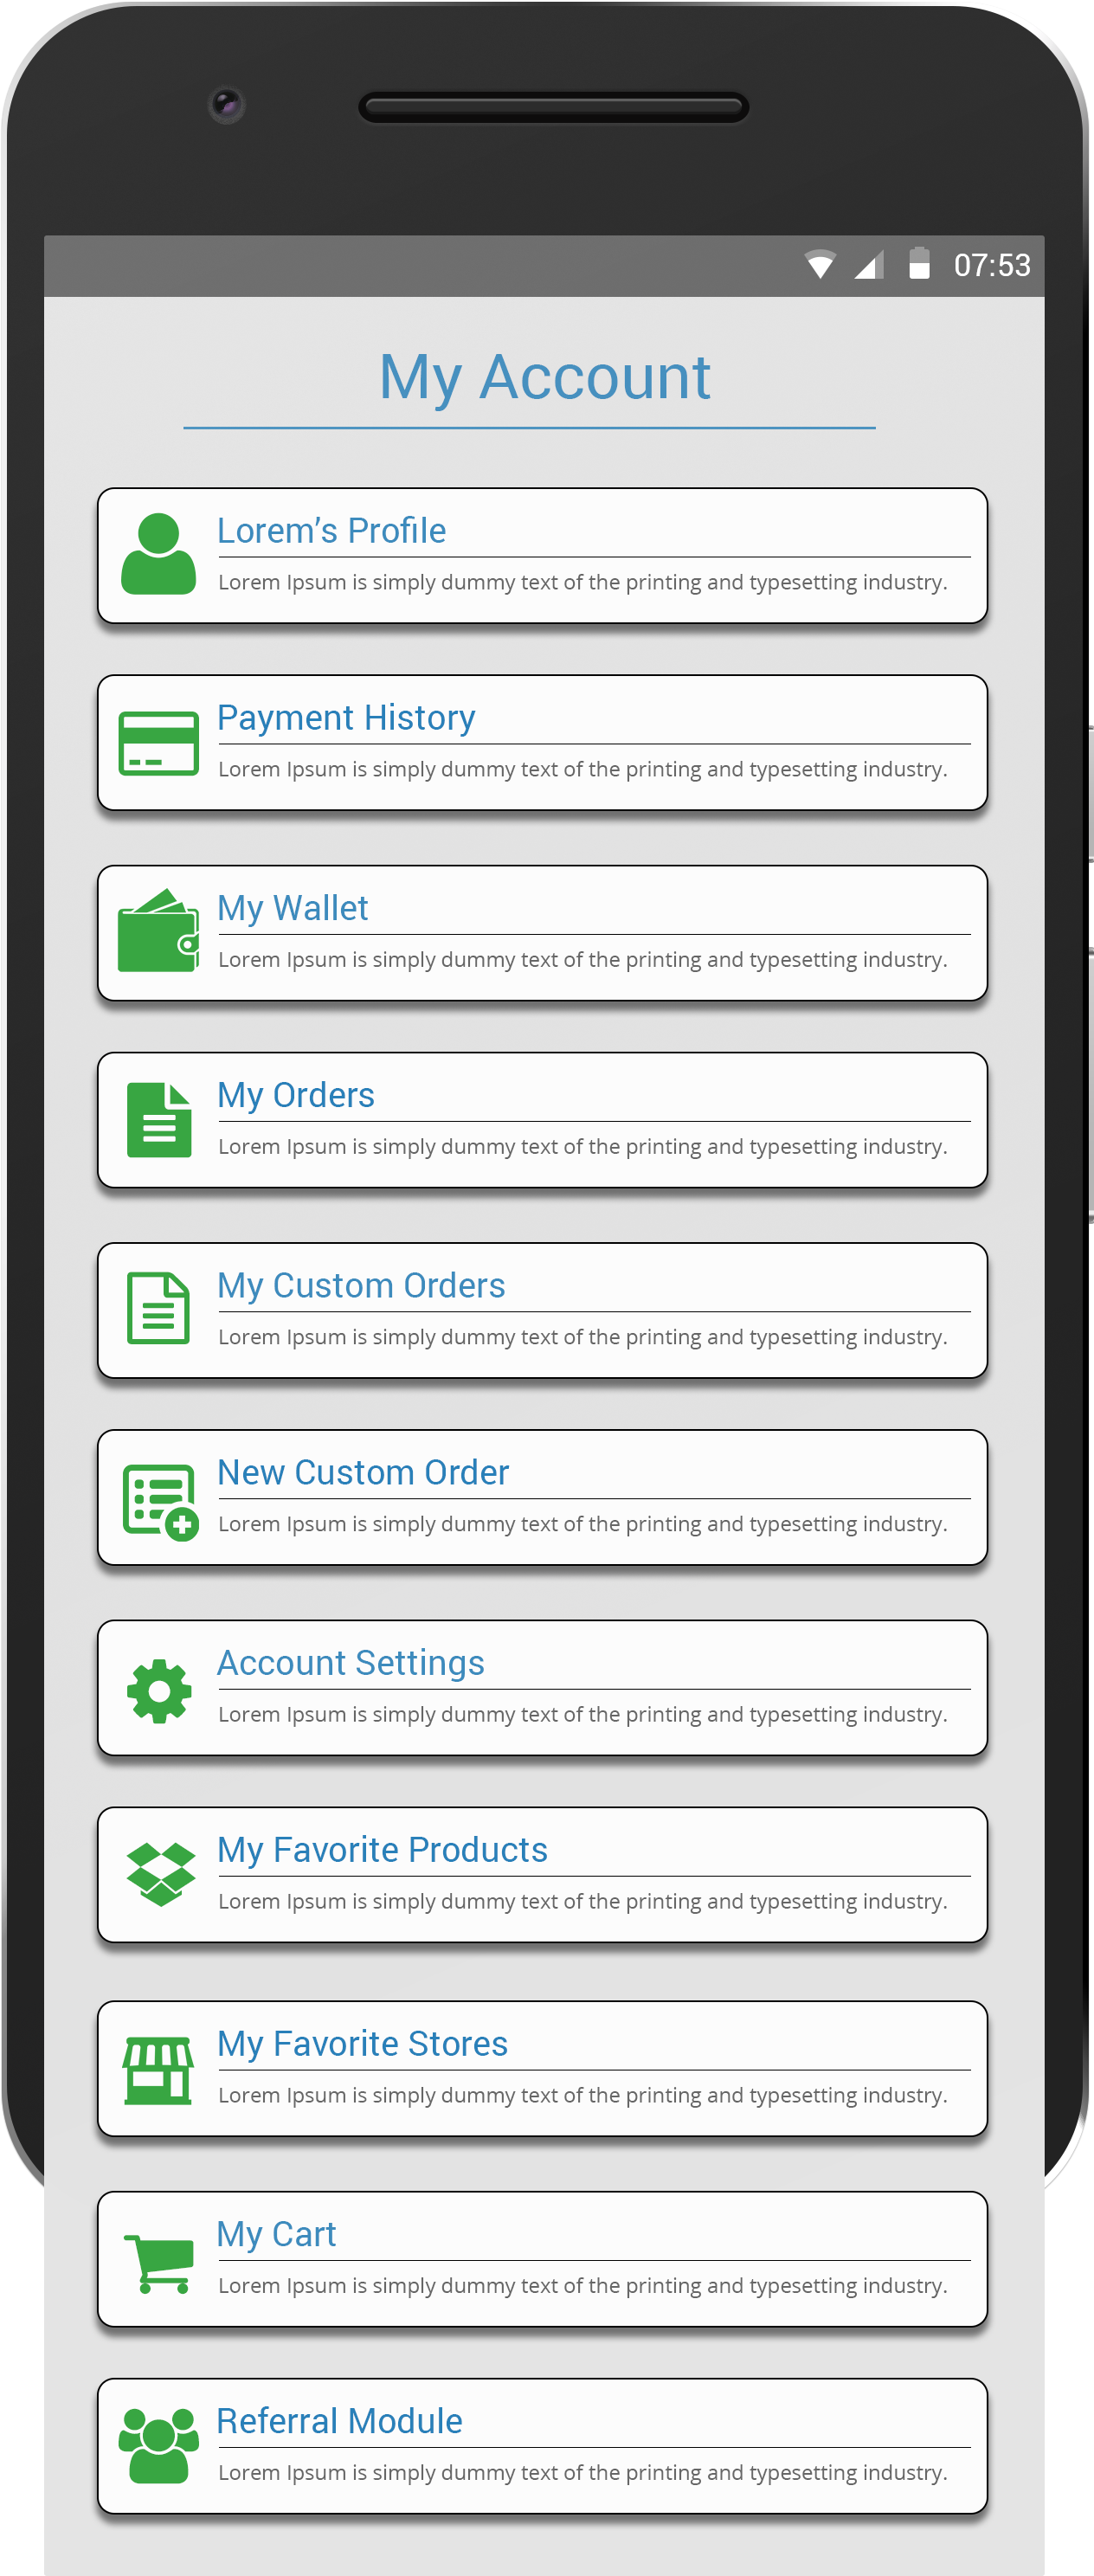 07:53
My Account
Lorem’s Profile
Lorem Ipsum is simply dummy text of the printing and typesetting industry.
Payment History
Lorem Ipsum is simply dummy text of the printing and typesetting industry.
My Wallet
Lorem Ipsum is simply dummy text of the printing and typesetting industry.
My Orders
Lorem Ipsum is simply dummy text of the printing and typesetting industry.
My Custom Orders
Lorem Ipsum is simply dummy text of the printing and typesetting industry.
New Custom Order
Lorem Ipsum is simply dummy text of the printing and typesetting industry.
Account Settings
Lorem Ipsum is simply dummy text of the printing and typesetting industry.
My Favorite Products
Lorem Ipsum is simply dummy text of the printing and typesetting industry.
My Favorite Stores
Lorem Ipsum is simply dummy text of the printing and typesetting industry.
My Cart
Lorem Ipsum is simply dummy text of the printing and typesetting industry.
Referral Module
Lorem Ipsum is simply dummy text of the printing and typesetting industry.